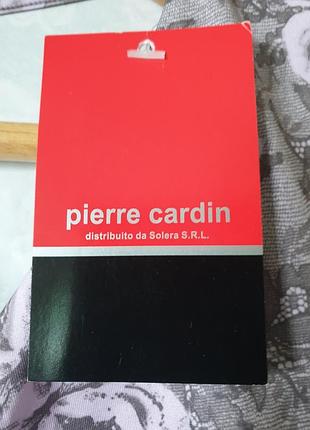 pierre cardin
distribuito da Solera S.R.L.